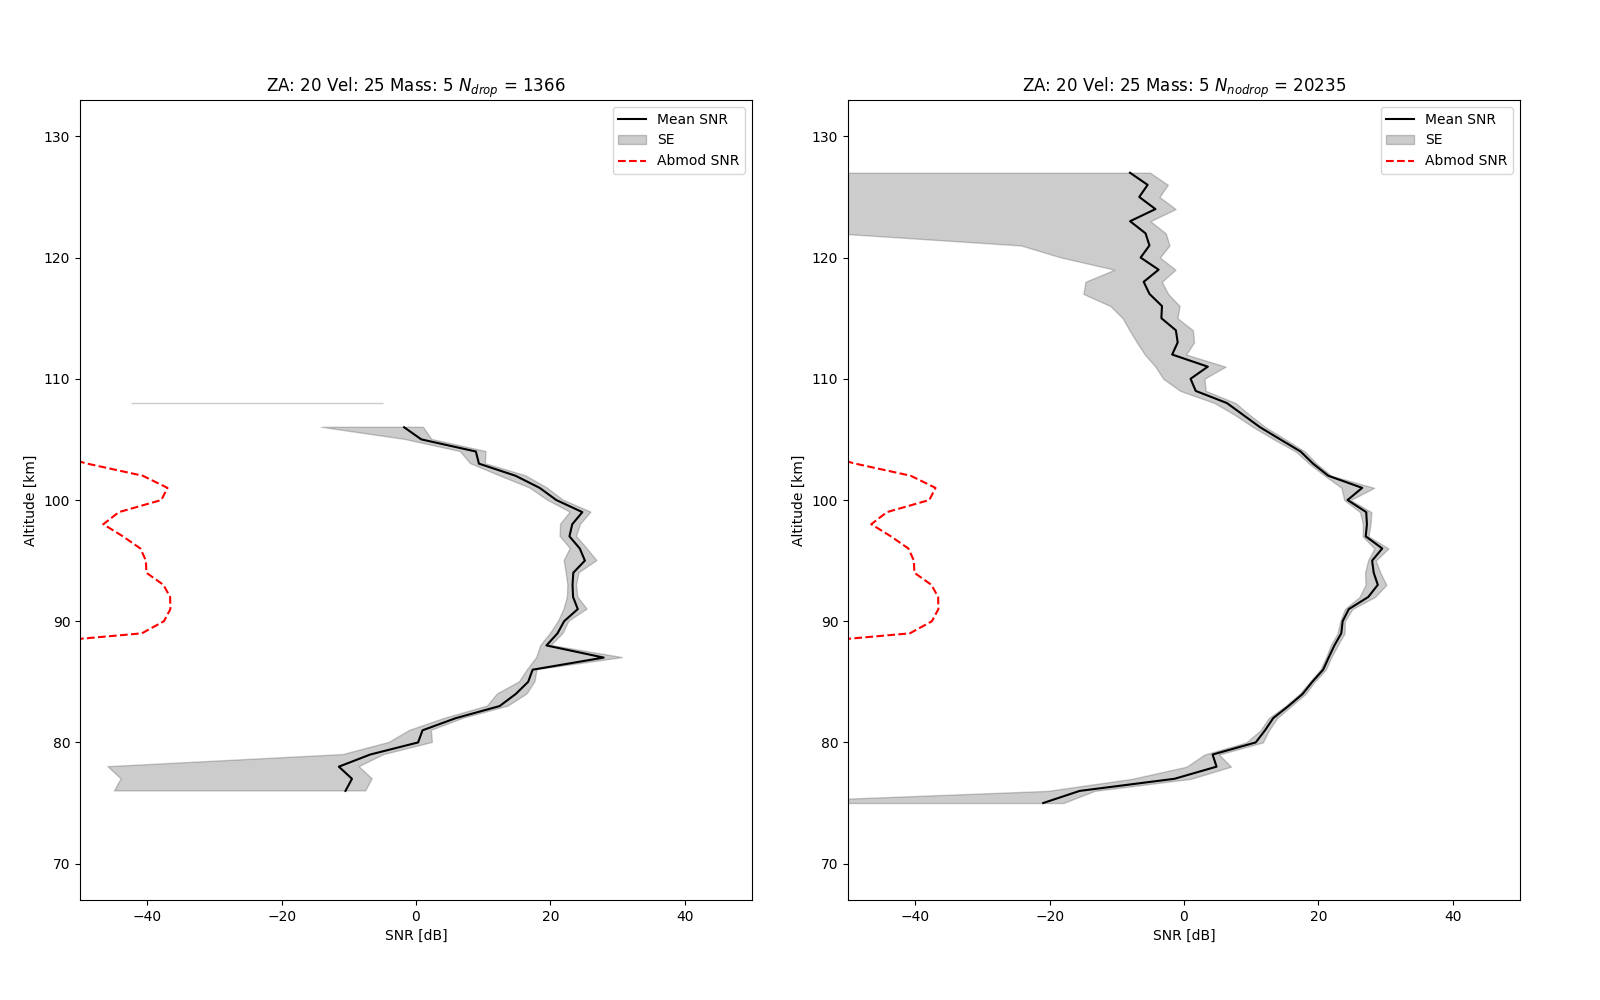 ZA: 20 Vel: 25 Mass: 5 N_drop = 1366
Mean SNR
SE
Abmod SNR
130
120
110
100
90
80
70
Altitude [km]
−40
−20
0
20
40
SNR [dB]
ZA: 20 Vel: 25 Mass: 5 N_nodrop = 20235
Mean SNR
SE
Abmod SNR
130
120
110
100
90
80
70
Altitude [km]
−40
−20
0
20
40
SNR [dB]